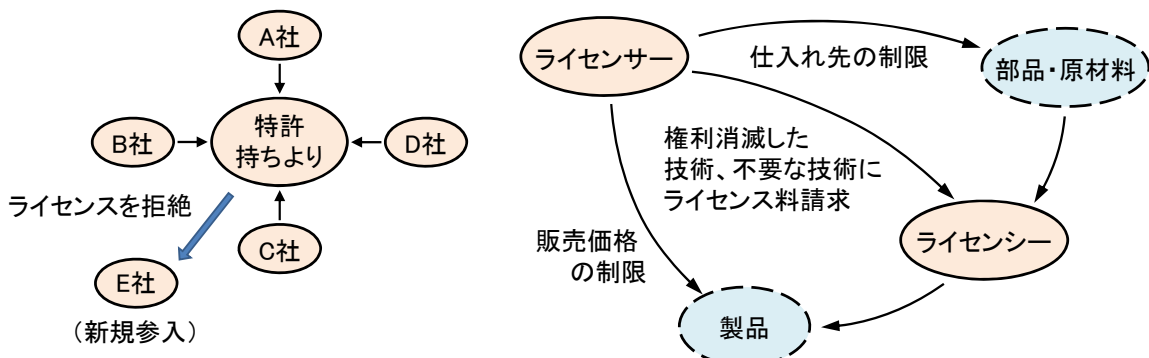 A社
B社
特許
持ちより
D社
ライセンスを拒絶
C社
E社
（新規参入）
ライセンサー
仕入れ先の制限
部品・原材料
権利消滅した
技術、不要な技術に
ライセンス料請求
販売価格
の制限
ライセンシー
製品